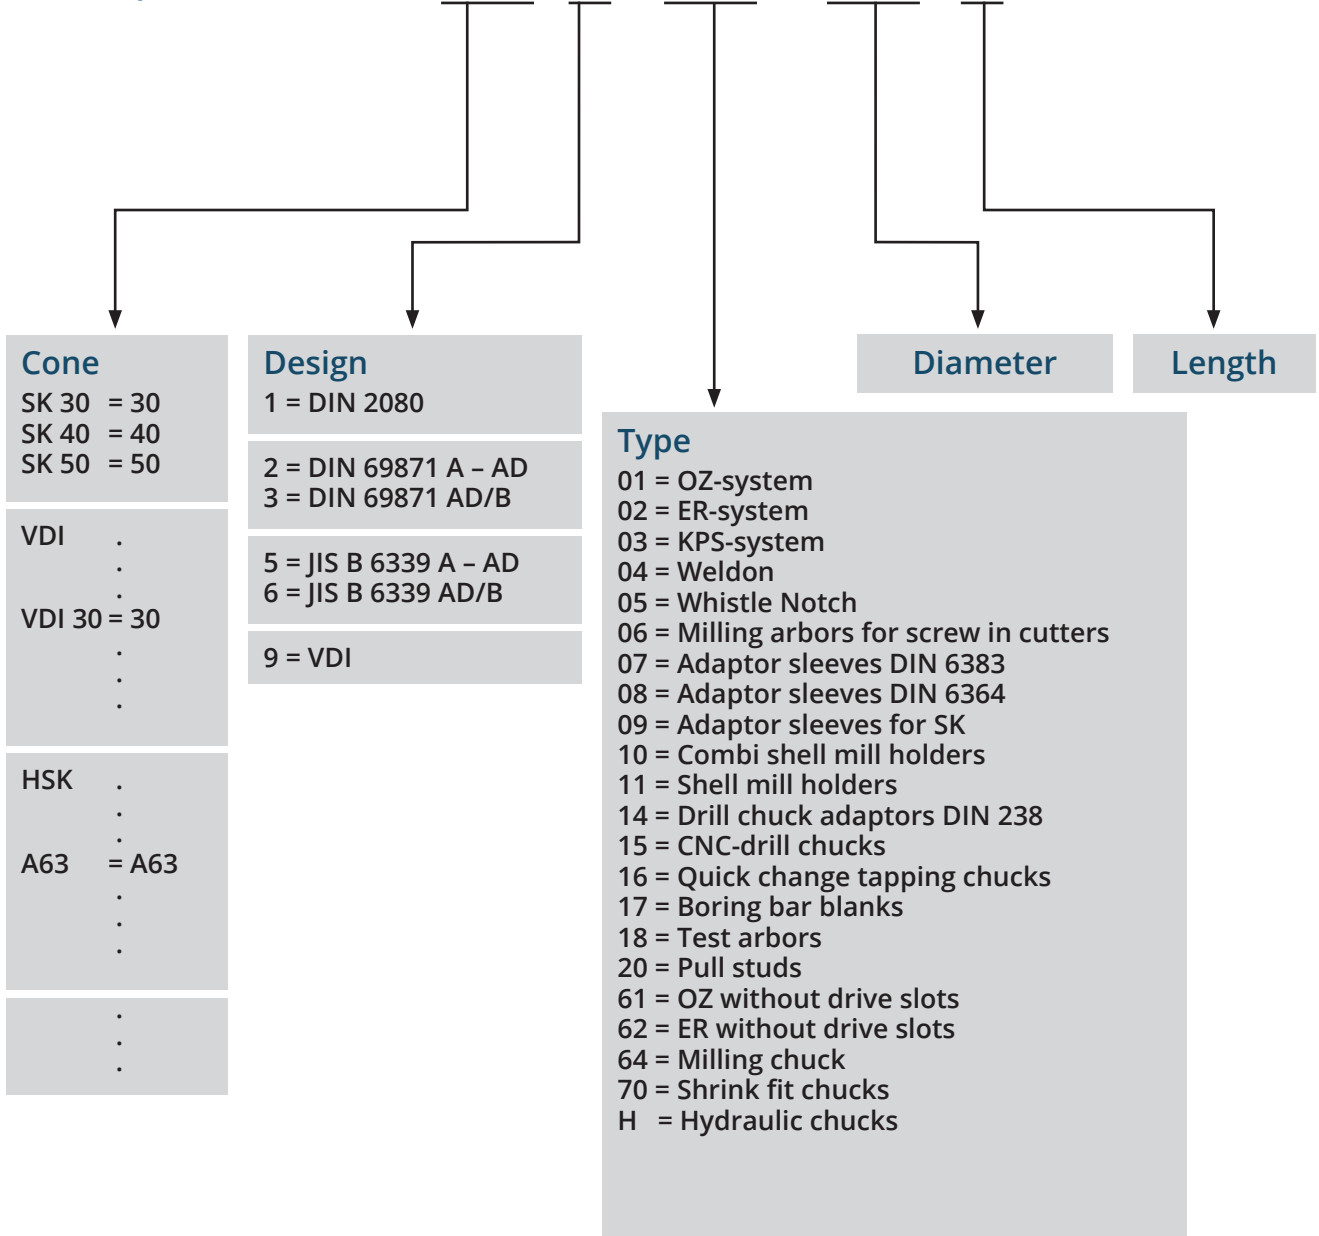 Cone
SK 30 = 30
SK 40 = 40
SK 50 = 50
VDI .
.
.
VDI 30 = 30
.
.
.
HSK .
.
.
A63 = A63
.
.
.
.
.
.
Design
1 = DIN 2080
2 = DIN 69871 A – AD
3 = DIN 69871 AD/B
5 = JIS B 6339 A – AD
6 = JIS B 6339 AD/B
9 = VDI
Type
01 = OZ-system
02 = ER-system
03 = KPS-system
04 = Weldon
05 = Whistle Notch
06 = Milling arbors for screw in cutters
07 = Adaptor sleeves DIN 6383
08 = Adaptor sleeves DIN 6364
09 = Adaptor sleeves for SK
10 = Combi shell mill holders
11 = Shell mill holders
14 = Drill chuck adaptors DIN 238
15 = CNC-drill chucks
16 = Quick change tapping chucks
17 = Boring bar blanks
18 = Test arbors
20 = Pull studs
61 = OZ without drive slots
62 = ER without drive slots
64 = Milling chuck
70 = Shrink fit chucks
H = Hydraulic chucks
Diameter
Length